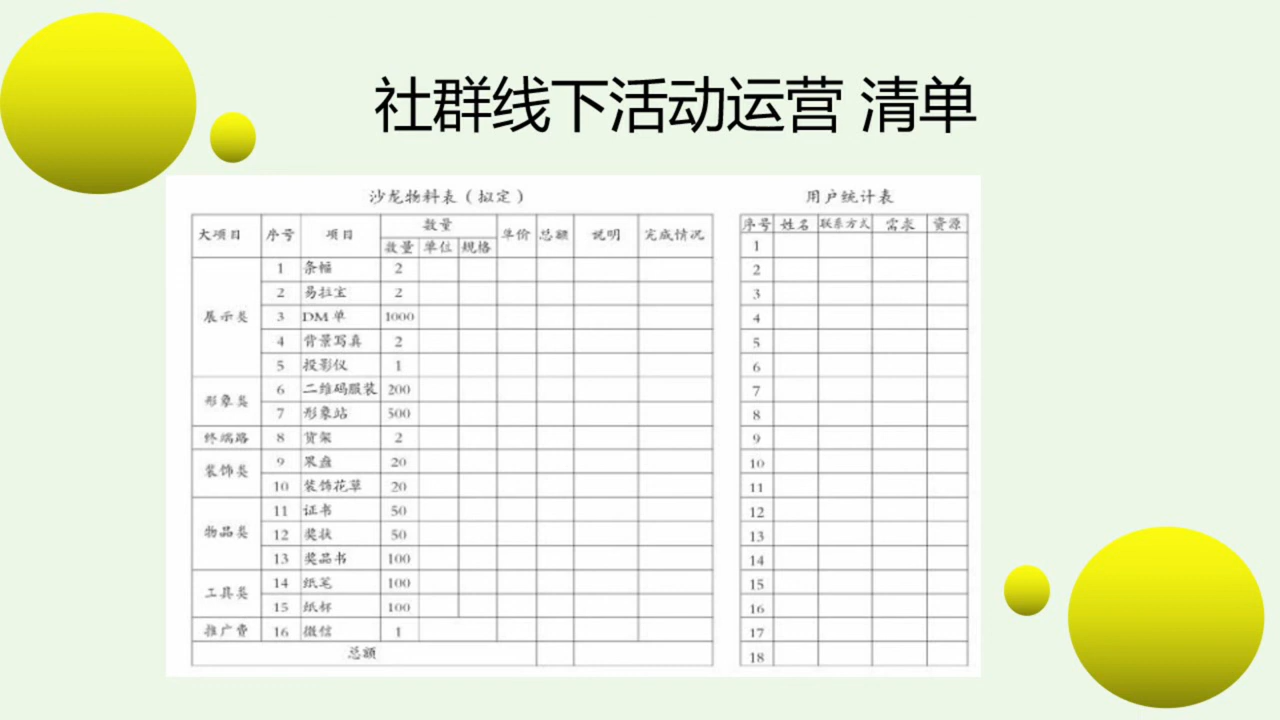 社群线下活动运营 清单
沙龙物料表（拟定）
大项目 序号 项目 数量 单价 总额 说明 完成情况
数量 单位 规格
展示类 1 条幅 2
2 易拉宝 2
3 DM单 1000
4 背景写真 2
5 投影仪 1
形象类 6 二维码服装 200
7 形象站 500
终端路 8 货架 2
装饰类 9 果盘 20
10 装饰花草 20
物品类 11 证书 50
12 奖状 50
13 奖品书 100
工具类 14 纸笔 100
15 纸杯 100
推广费 16 微信 1
总额
用户统计表
序号 姓名 联系方式 需求 资源
1
2
3
4
5
6
7
8
9
10
11
12
13
14
15
16
17
18